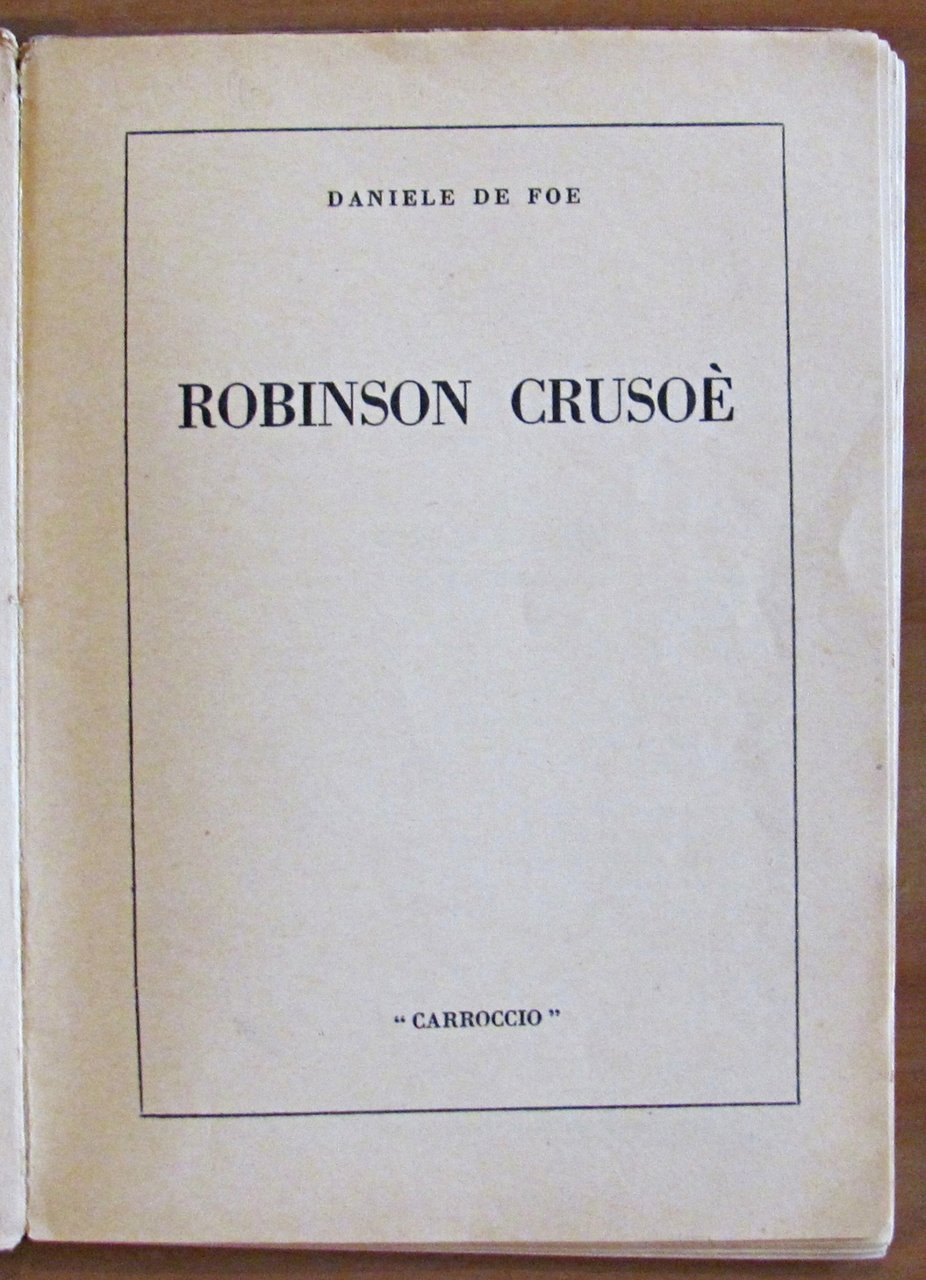 DANIELE DE FOE
ROBINSON CRUSOÈ
“CARROCCIO”